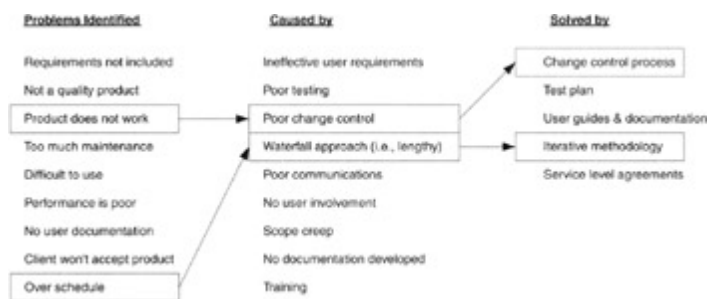 Problems Identified
Caused by
Solved by
Requirements not included
Ineffective user requirements
Change control process
Not a quality product
Poor testing
Test plan
Product does not work
Poor change control
User guides & documentation
Too much maintenance
Waterfall approach (i.e., lengthy)
Iterative methodology
Difficult to use
Poor communications
Service level agreements
Performance is poor
No user involvement
No user documentation
Scope creep
Client won't accept product
No documentation developed
Over schedule
Training